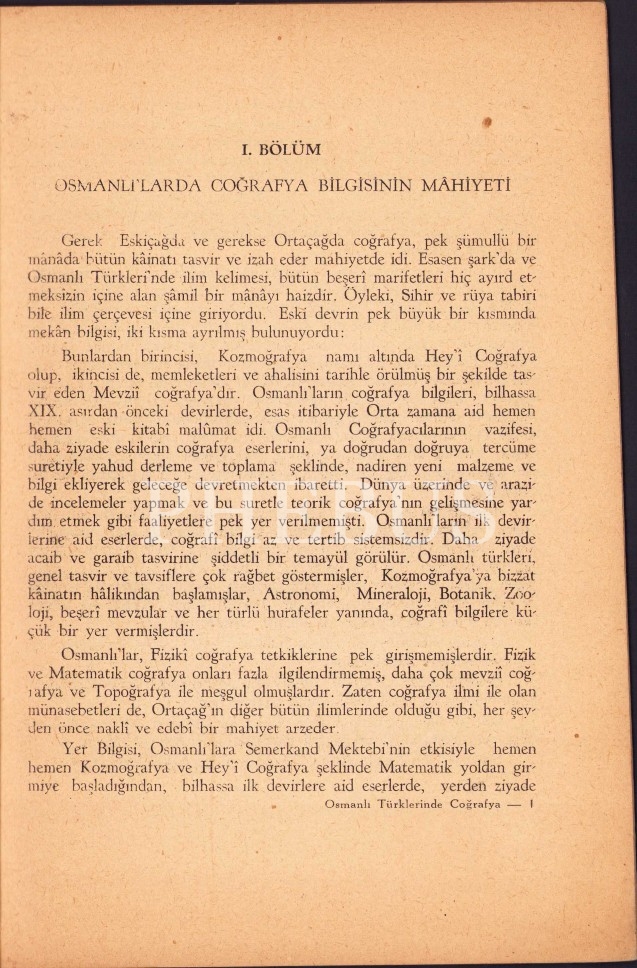 I. BÖLÜM
OSMANLI'LARDA COĞRAFYA BİLGİSİNİN MÂHİYETİ
Gerek Eskiçağda ve gerekse Ortaçağda coğrafya, pek şümullü bir
mânâda bütün kâinatı tasvir ve izah eder mahiyetde idi. Esasen şark'da ve
Osmanlı Türkleri'nde ilim kelimesi, bütün beşerî marifetleri hiç ayırd et-
meksizin içine alan şâmil bir mânâyı haizdir. Öyleki, Sihir ve rüya tabiri
bile ilim çerçevesi içine giriyordu. Eski devrin pek büyük bir kısmında
mekân bilgisi, iki kısma ayrılmış bulunuyordu:
Bunlardan birincisi, Kozmoğrafya namı altında Hey'î Coğrafya
olup, ikincisi de, memleketleri ve ahalisini tarihle örülmüş bir şekilde tas-
vir eden Mevziî coğrafya'dır. Osmanlı'ların coğrafya bilgileri, bilhassa
XIX. asırdan önceki devirlerde, esas itibariyle Orta zamana aid hemen
hemen eski kitabî malûmat idi. Osmanlı Coğrafyacılarının vazifesi,
daha ziyade eskilerin coğrafya eserlerini, ya doğrudan doğruya tercüme
suretiyle yahud derleme ve toplama şeklinde, nadiren yeni malzeme ve
bilgi ekliyerek geleceğe devretmekten ibaretti. Dünya üzerinde ve arazi-
de incelemeler yapmak ve bu suretle teorik coğrafya'nın gelişmesine yar-
dım etmek gibi faaliyetlere pek yer verilmemişti. Osmanlı'ların ilk devir-
lerine aid eserlerde, coğrafî bilgi az ve tertib sistemsizdir. Daha ziyade
acaib ve garaib tasvirine şiddetli bir temayül görülür. Osmanlı türkleri,
genel tasvir ve tavsiflere çok rağbet göstermişler, Kozmoğrafya'ya bizzat
kâinatın hâlikından başlamışlar, Astronomi, Mineraloji, Botanik, Zoo-
loji, beşerî mevzular ve her türlü hurafeler yanında, coğrafî bilgilere kü-
çük bir yer vermişlerdir.
Osmanlı'lar, Fizikî coğrafya tetkiklerine pek girişmemişlerdir. Fizik
ve Matematik coğrafya onları fazla ilgilendirmemiş, daha çok mevziî coğ-
rafya ve Topoğrafya ile meşgul olmuşlardır. Zaten coğrafya ilmi ile olan
münasebetleri de, Ortaçağ'ın diğer bütün ilimlerinde olduğu gibi, her şey-
den önce naklî ve edebî bir mahiyet arzeder.
Yer Bilgisi, Osmanlı'lara Semerkand Mektebi'nin etkisiyle hemen
hemen Kozmoğrafya ve Hey'î Coğrafya şeklinde Matematik yoldan gir-
miye başladığından, bilhassa ilk devirlere aid eserlerde, yerden ziyade
Osmanlı Türklerinde Coğrafya — 1
PHEBUS